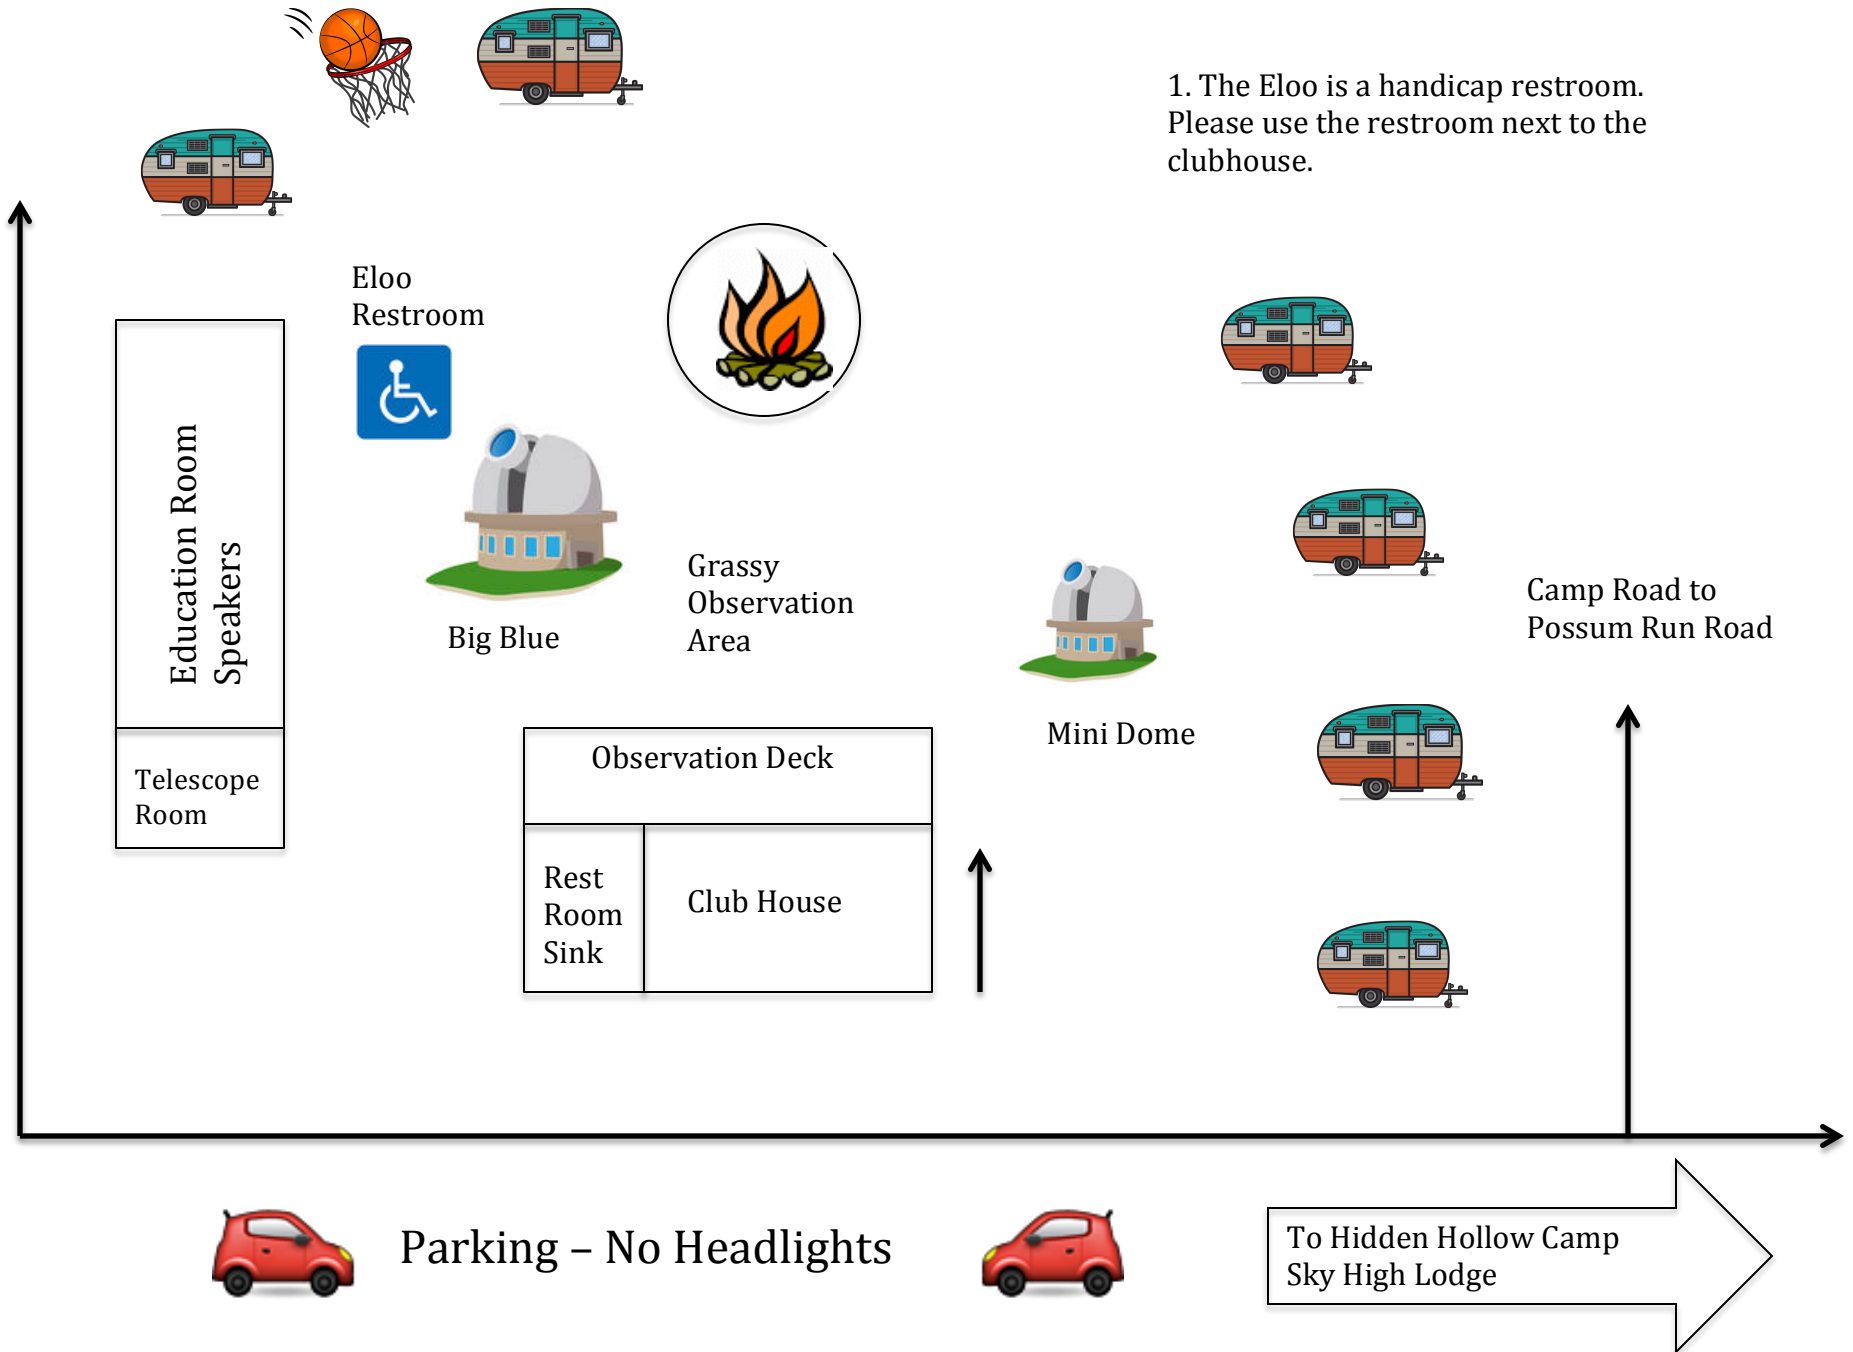 1. The Eloo is a handicap restroom.
Please use the restroom next to the
clubhouse.
Eloo
Restroom
Education Room
Speakers
Telescope
Room
Big Blue
Grassy
Observation
Area
Mini Dome
Camp Road to
Possum Run Road
Observation Deck
Rest
Room
Sink
Club House
Parking – No Headlights
To Hidden Hollow Camp
Sky High Lodge